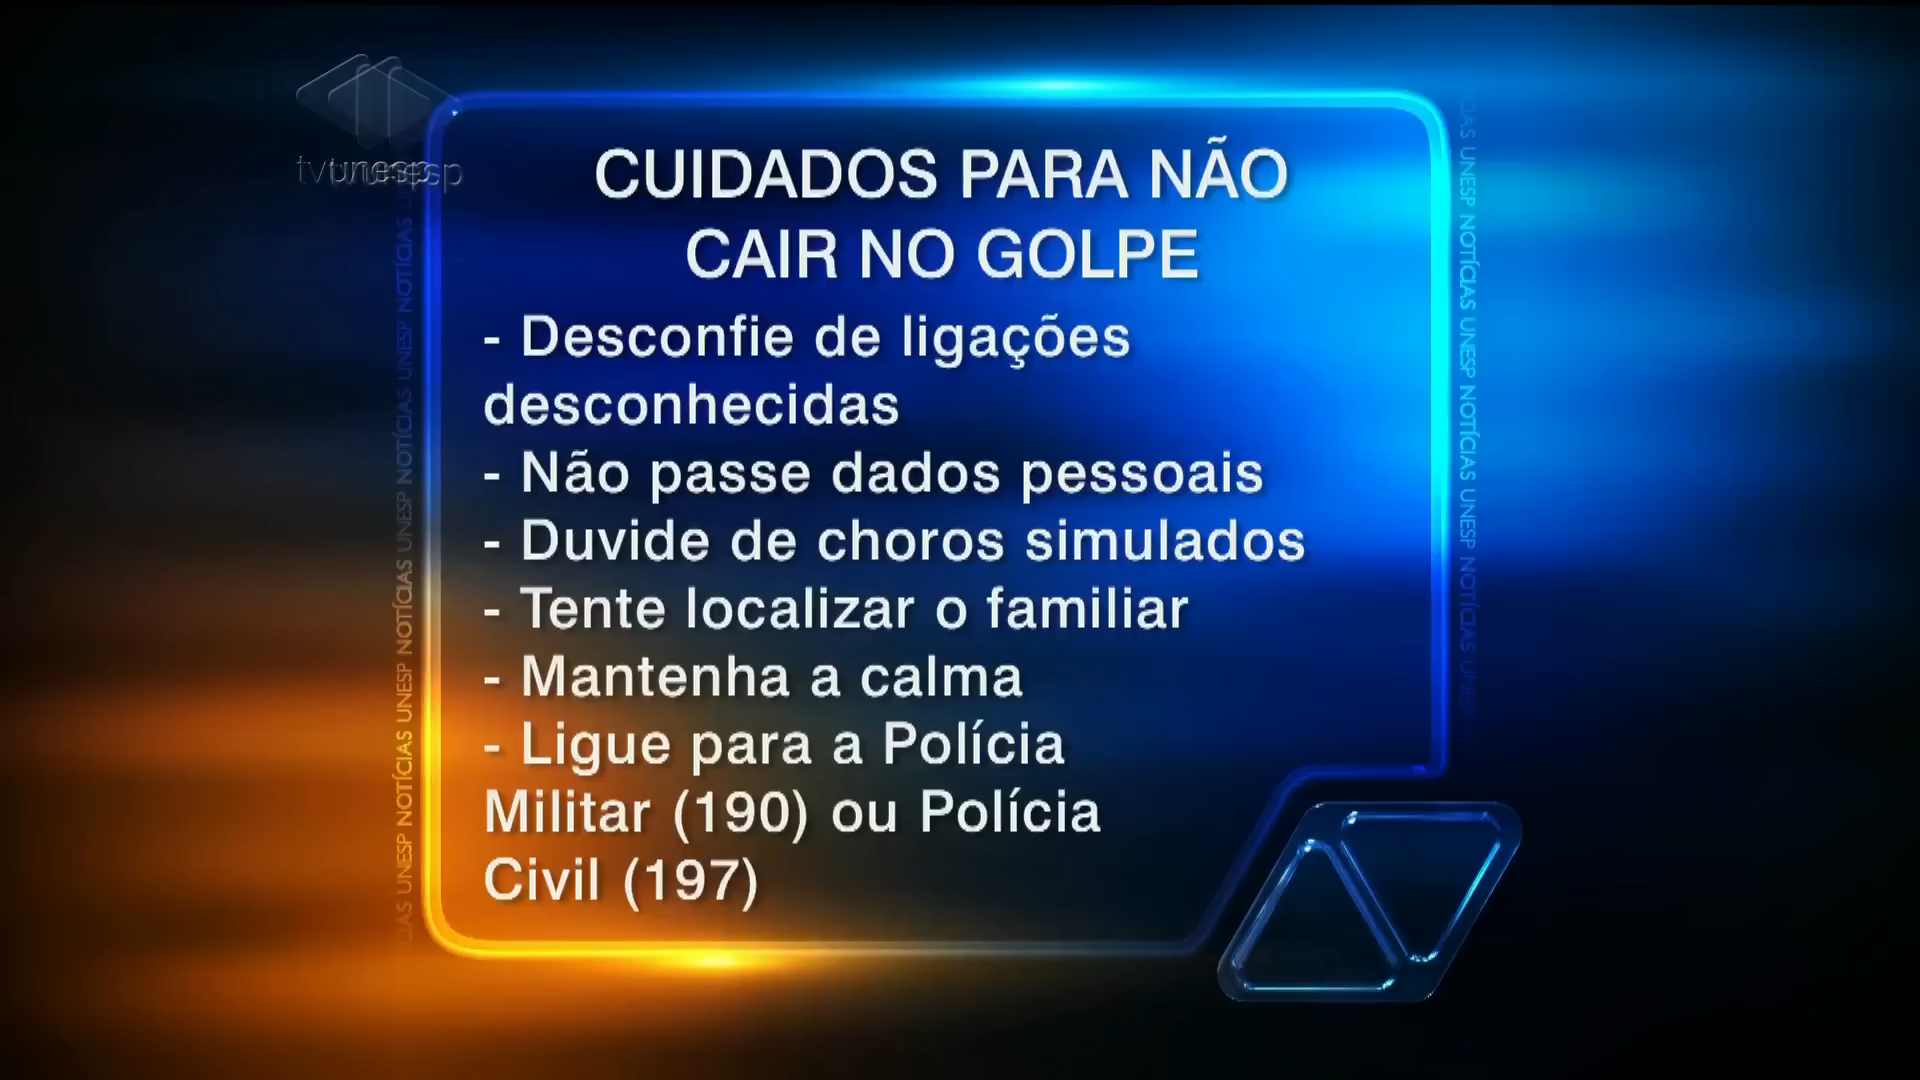 CUIDADOS PARA NÃO
CAIR NO GOLPE
- Desconfie de ligações
desconhecidas
- Não passe dados pessoais
- Duvide de choros simulados
- Tente localizar o familiar
- Mantenha a calma
- Ligue para a Polícia
Militar (190) ou Polícia
Civil (197)
tvunesp
UNESP NOTÍCIAS UNESP NOTÍCIAS UNESP NOTÍCIAS UNESP NOTÍCIAS
UNESP NOTÍCIAS UNESP NOTÍCIAS UNESP NOTÍCIAS